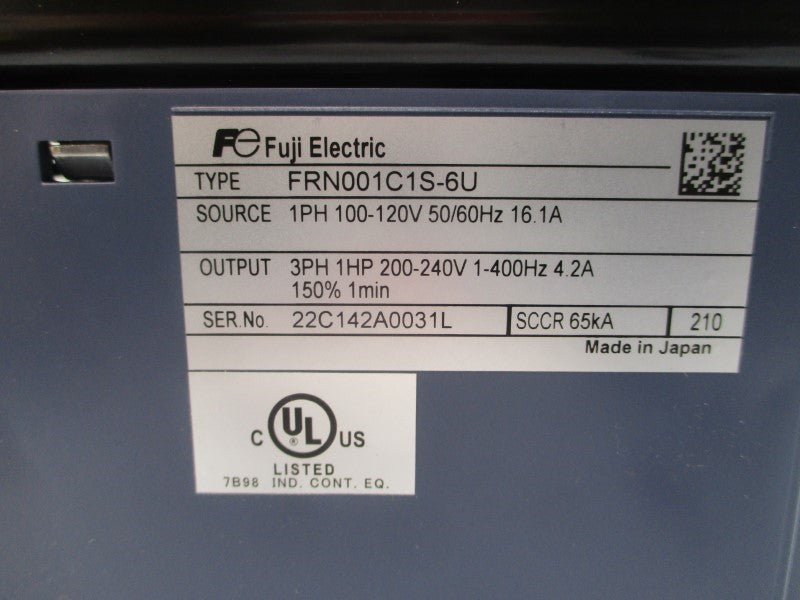 Fe Fuji Electric
TYPE FRN001C1S-6U
SOURCE 1PH 100-120V 50/60Hz 16.1A
OUTPUT 3PH 1HP 200-240V 1-400Hz 4.2A
150% 1min
SER.No. 22C142A0031L SCCR 65kA 210
Made in Japan
C UL ® US
LISTED
7B98 IND. CONT. EQ.